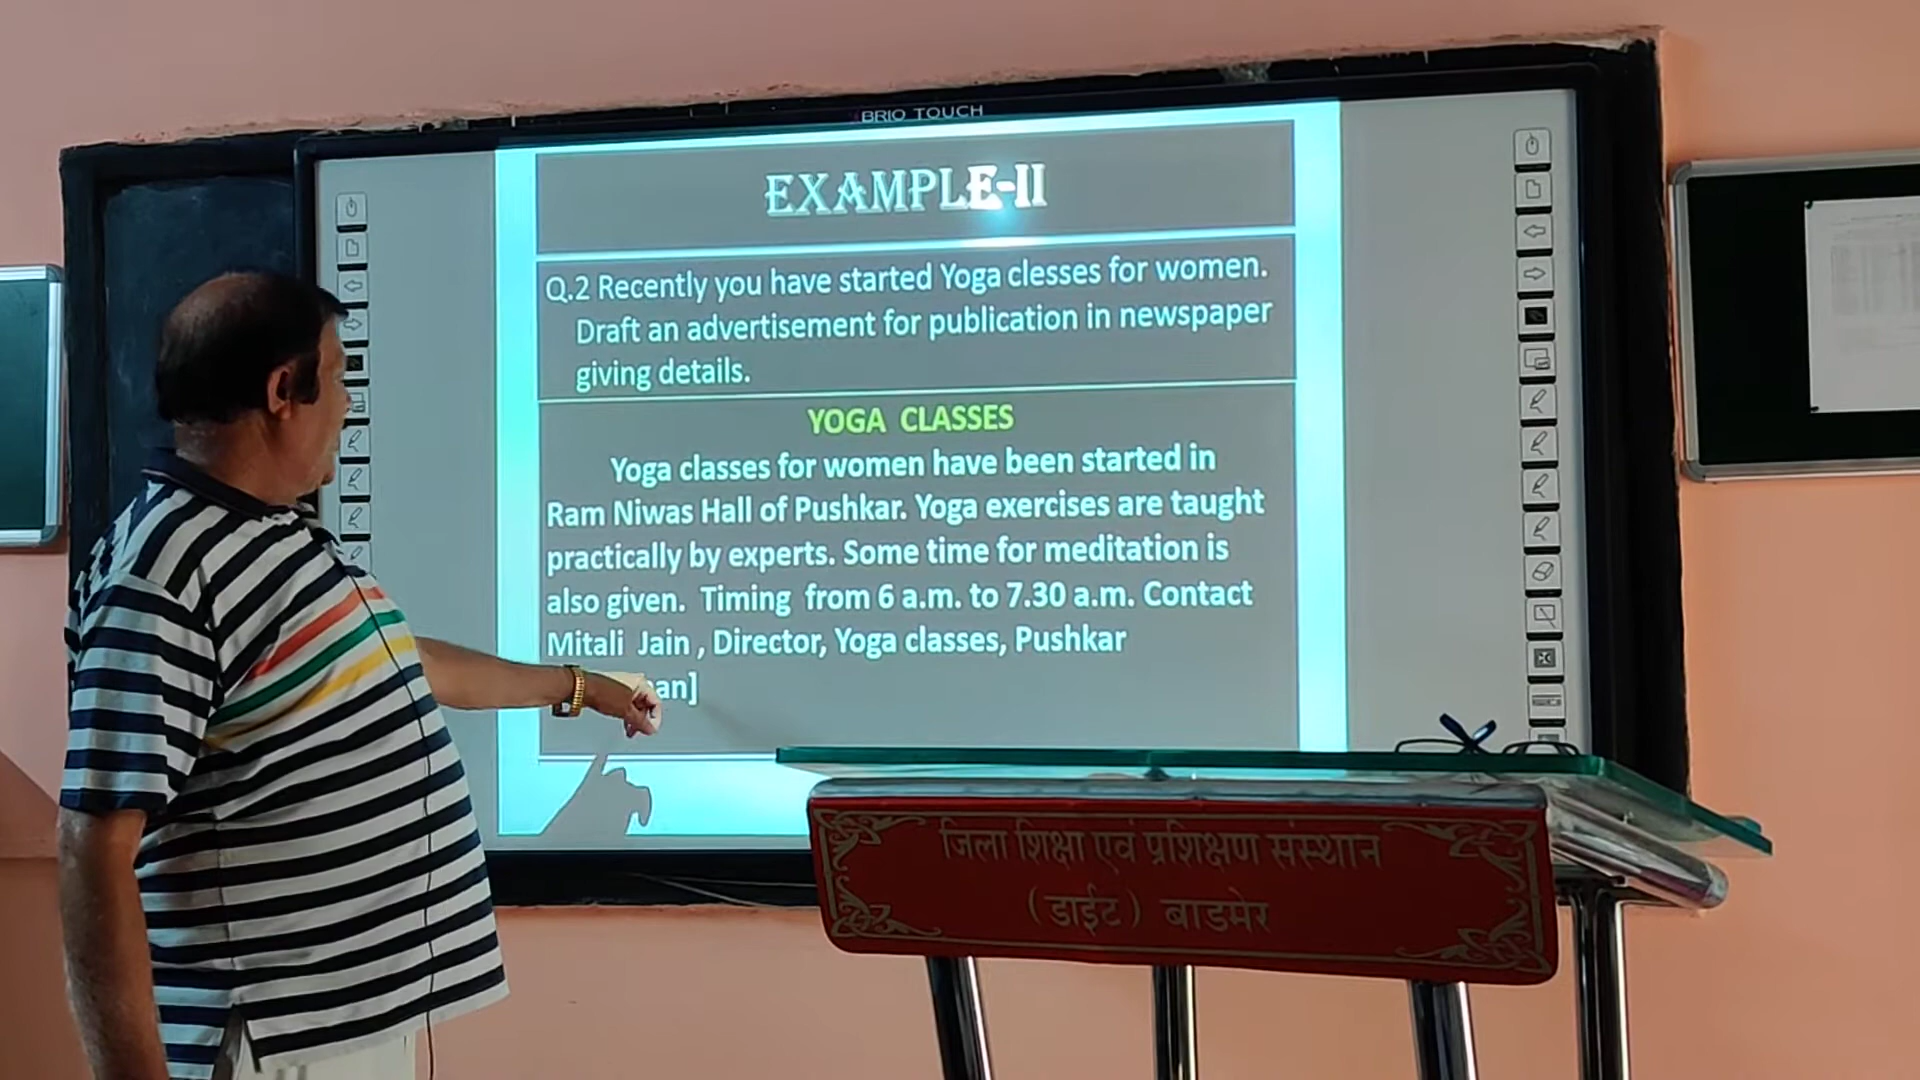 BRIO TOUCH
EXAMPLE-II
Q.2 Recently you have started Yoga clesses for women.
Draft an advertisement for publication in newspaper
giving details.
YOGA CLASSES
Yoga classes for women have been started in
Ram Niwas Hall of Pushkar. Yoga exercises are taught
practically by experts. Some time for meditation is
also given. Timing from 6 a.m. to 7.30 a.m. Contact
Mitali Jain , Director, Yoga classes, Pushkar
जिला शिक्षा एवं प्रशिक्षण संस्थान
(डाईट) बाडमेर